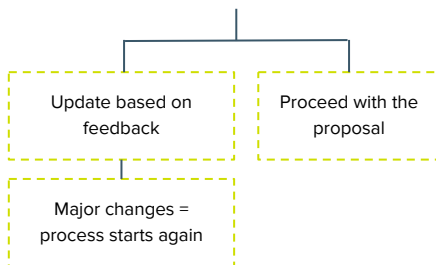 Update based on
feedback
Proceed with the
proposal
Major changes =
process starts again